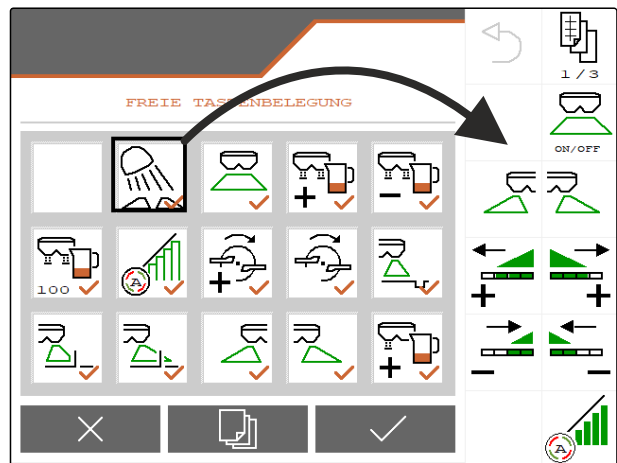 1/3
FREIE TASTENBELEGUNG
ON/OFF
+
-
100
A
+
+
+
+
-
-
A